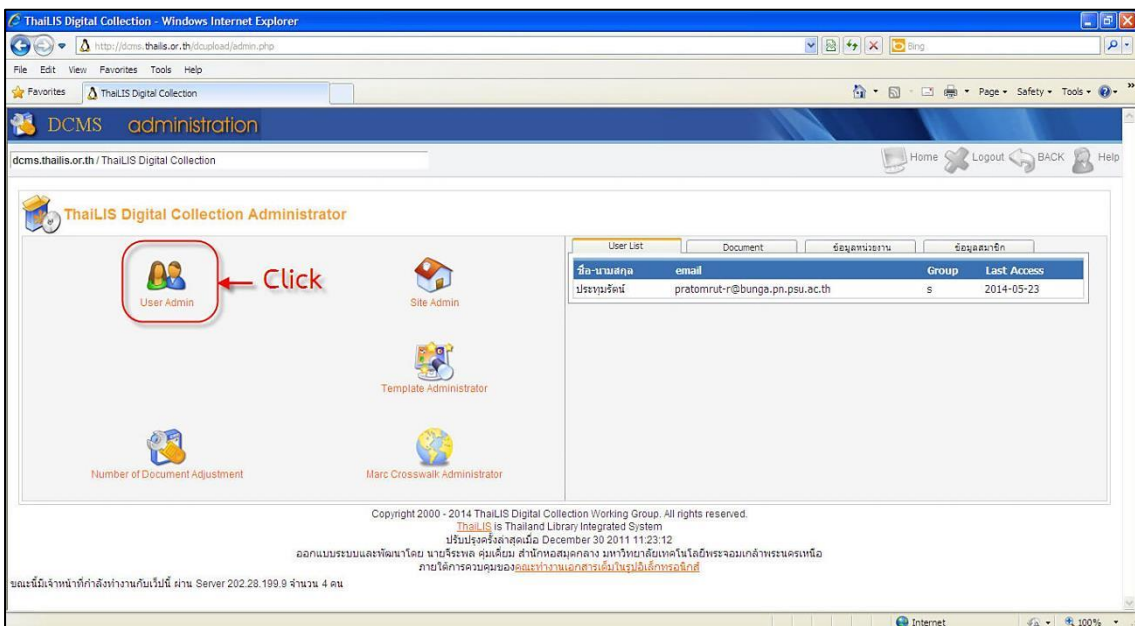 ThaiLIS Digital Collection - Windows Internet Explorer
http://dcms.thailis.or.th/dcupload/admin.php
Bing
File Edit View Favorites Tools Help
Favorites ThaiLIS Digital Collection Page Safety Tools
DCMS administration
dcms.thailis.or.th / ThaiLIS Digital Collection
Home Logout BACK Help
ThaiLIS Digital Collection Administrator
User List Document ข้อมูลหน่วยงาน ข้อมูลสมาชิก
ชื่อ-นามสกุล email Group Last Access
ประทุมรัตน์ pratomrut-r@bunga.pn.psu.ac.th s 2014-05-23
Click
User Admin Site Admin
Template Administrator
Number of Document Adjustment Marc Crosswalk Administrator
Copyright 2000 - 2014 ThaiLIS Digital Collection Working Group. All rights reserved.
ThaiLIS is Thailand Library Integrated System
ปรับปรุงครั้งล่าสุดเมื่อ December 30 2011 11:23:12
ออกแบบระบบและพัฒนาโดย นายจีระพล คุ่มเคี่ยม สำนักหอสมุดกลาง มหาวิทยาลัยเทคโนโลยีพระจอมเกล้าพระนครเหนือ
ภายใต้การควบคุมของคณะทำงานเอกสารเต็มในรูปอิเล็กทรอนิกส์
ขณะนี้มีเจ้าหน้าที่กำลังทำงานกับเว็ปนี้ ผ่าน Server 202.28.199.9 จำนวน 4 คน
Internet 100%